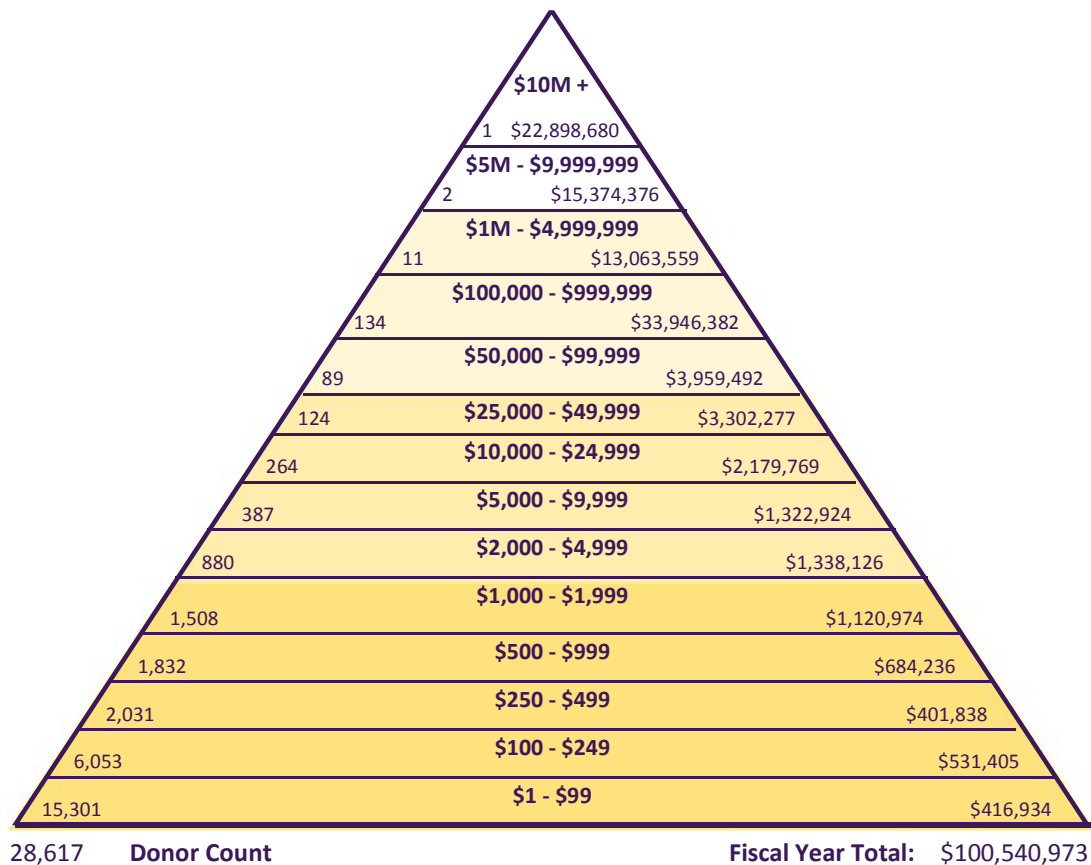 $10M +
1 $22,898,680
$5M - $9,999,999
2 $15,374,376
$1M - $4,999,999
11 $13,063,559
$100,000 - $999,999
134 $33,946,382
$50,000 - $99,999
89 $3,959,492
$25,000 - $49,999
124 $3,302,277
$10,000 - $24,999
264 $2,179,769
$5,000 - $9,999
387 $1,322,924
$2,000 - $4,999
880 $1,338,126
$1,000 - $1,999
1,508 $1,120,974
$500 - $999
1,832 $684,236
$250 - $499
2,031 $401,838
$100 - $249
6,053 $531,405
$1 - $99
15,301 $416,934
28,617 Donor Count Fiscal Year Total: $100,540,973